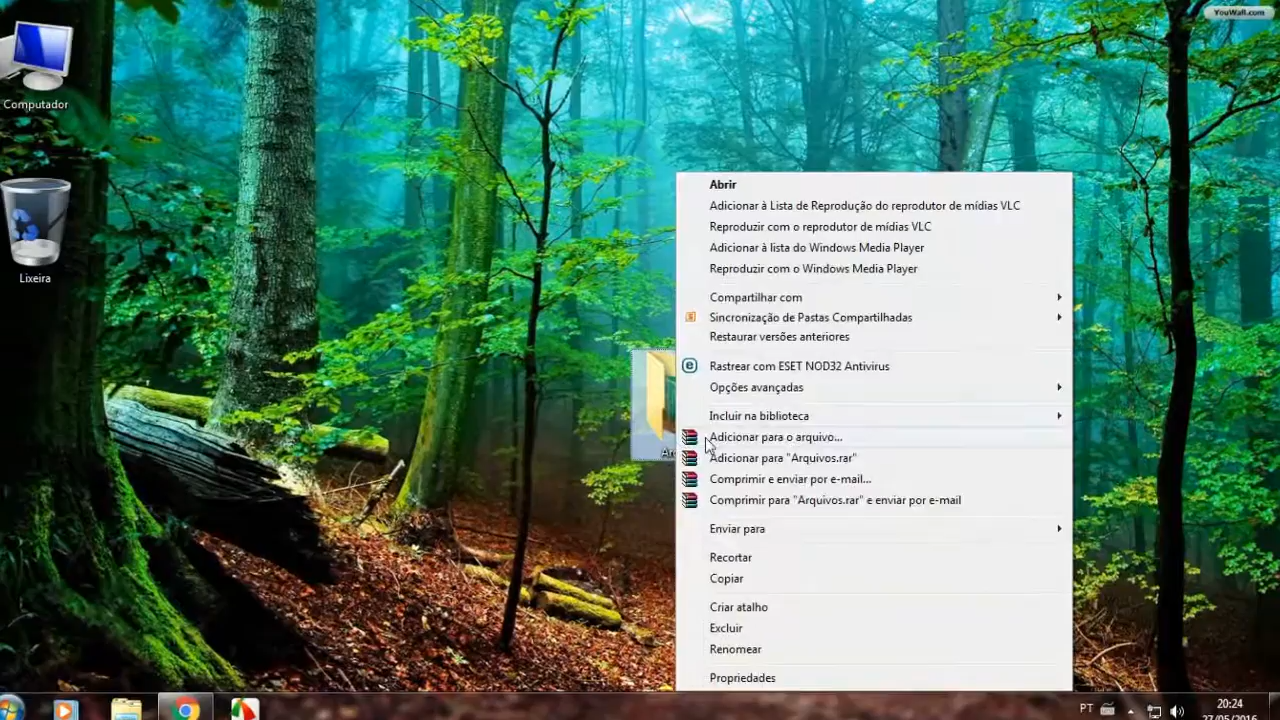 YouWall.com
Computador
Lixeira
Abrir
Adicionar à Lista de Reprodução do reprodutor de mídias VLC
Reproduzir com o reprodutor de mídias VLC
Adicionar à lista do Windows Media Player
Reproduzir com o Windows Media Player
Compartilhar com
Sincronização de Pastas Compartilhadas
Restaurar versões anteriores
Rastrear com ESET NOD32 Antivirus
Opções avançadas
Incluir na biblioteca
Adicionar para o arquivo...
Adicionar para "Arquivos.rar"
Comprimir e enviar por e-mail...
Comprimir para "Arquivos.rar" e enviar por e-mail
Enviar para
Recortar
Copiar
Criar atalho
Excluir
Renomear
Propriedades
PT
20:24
27/05/2016